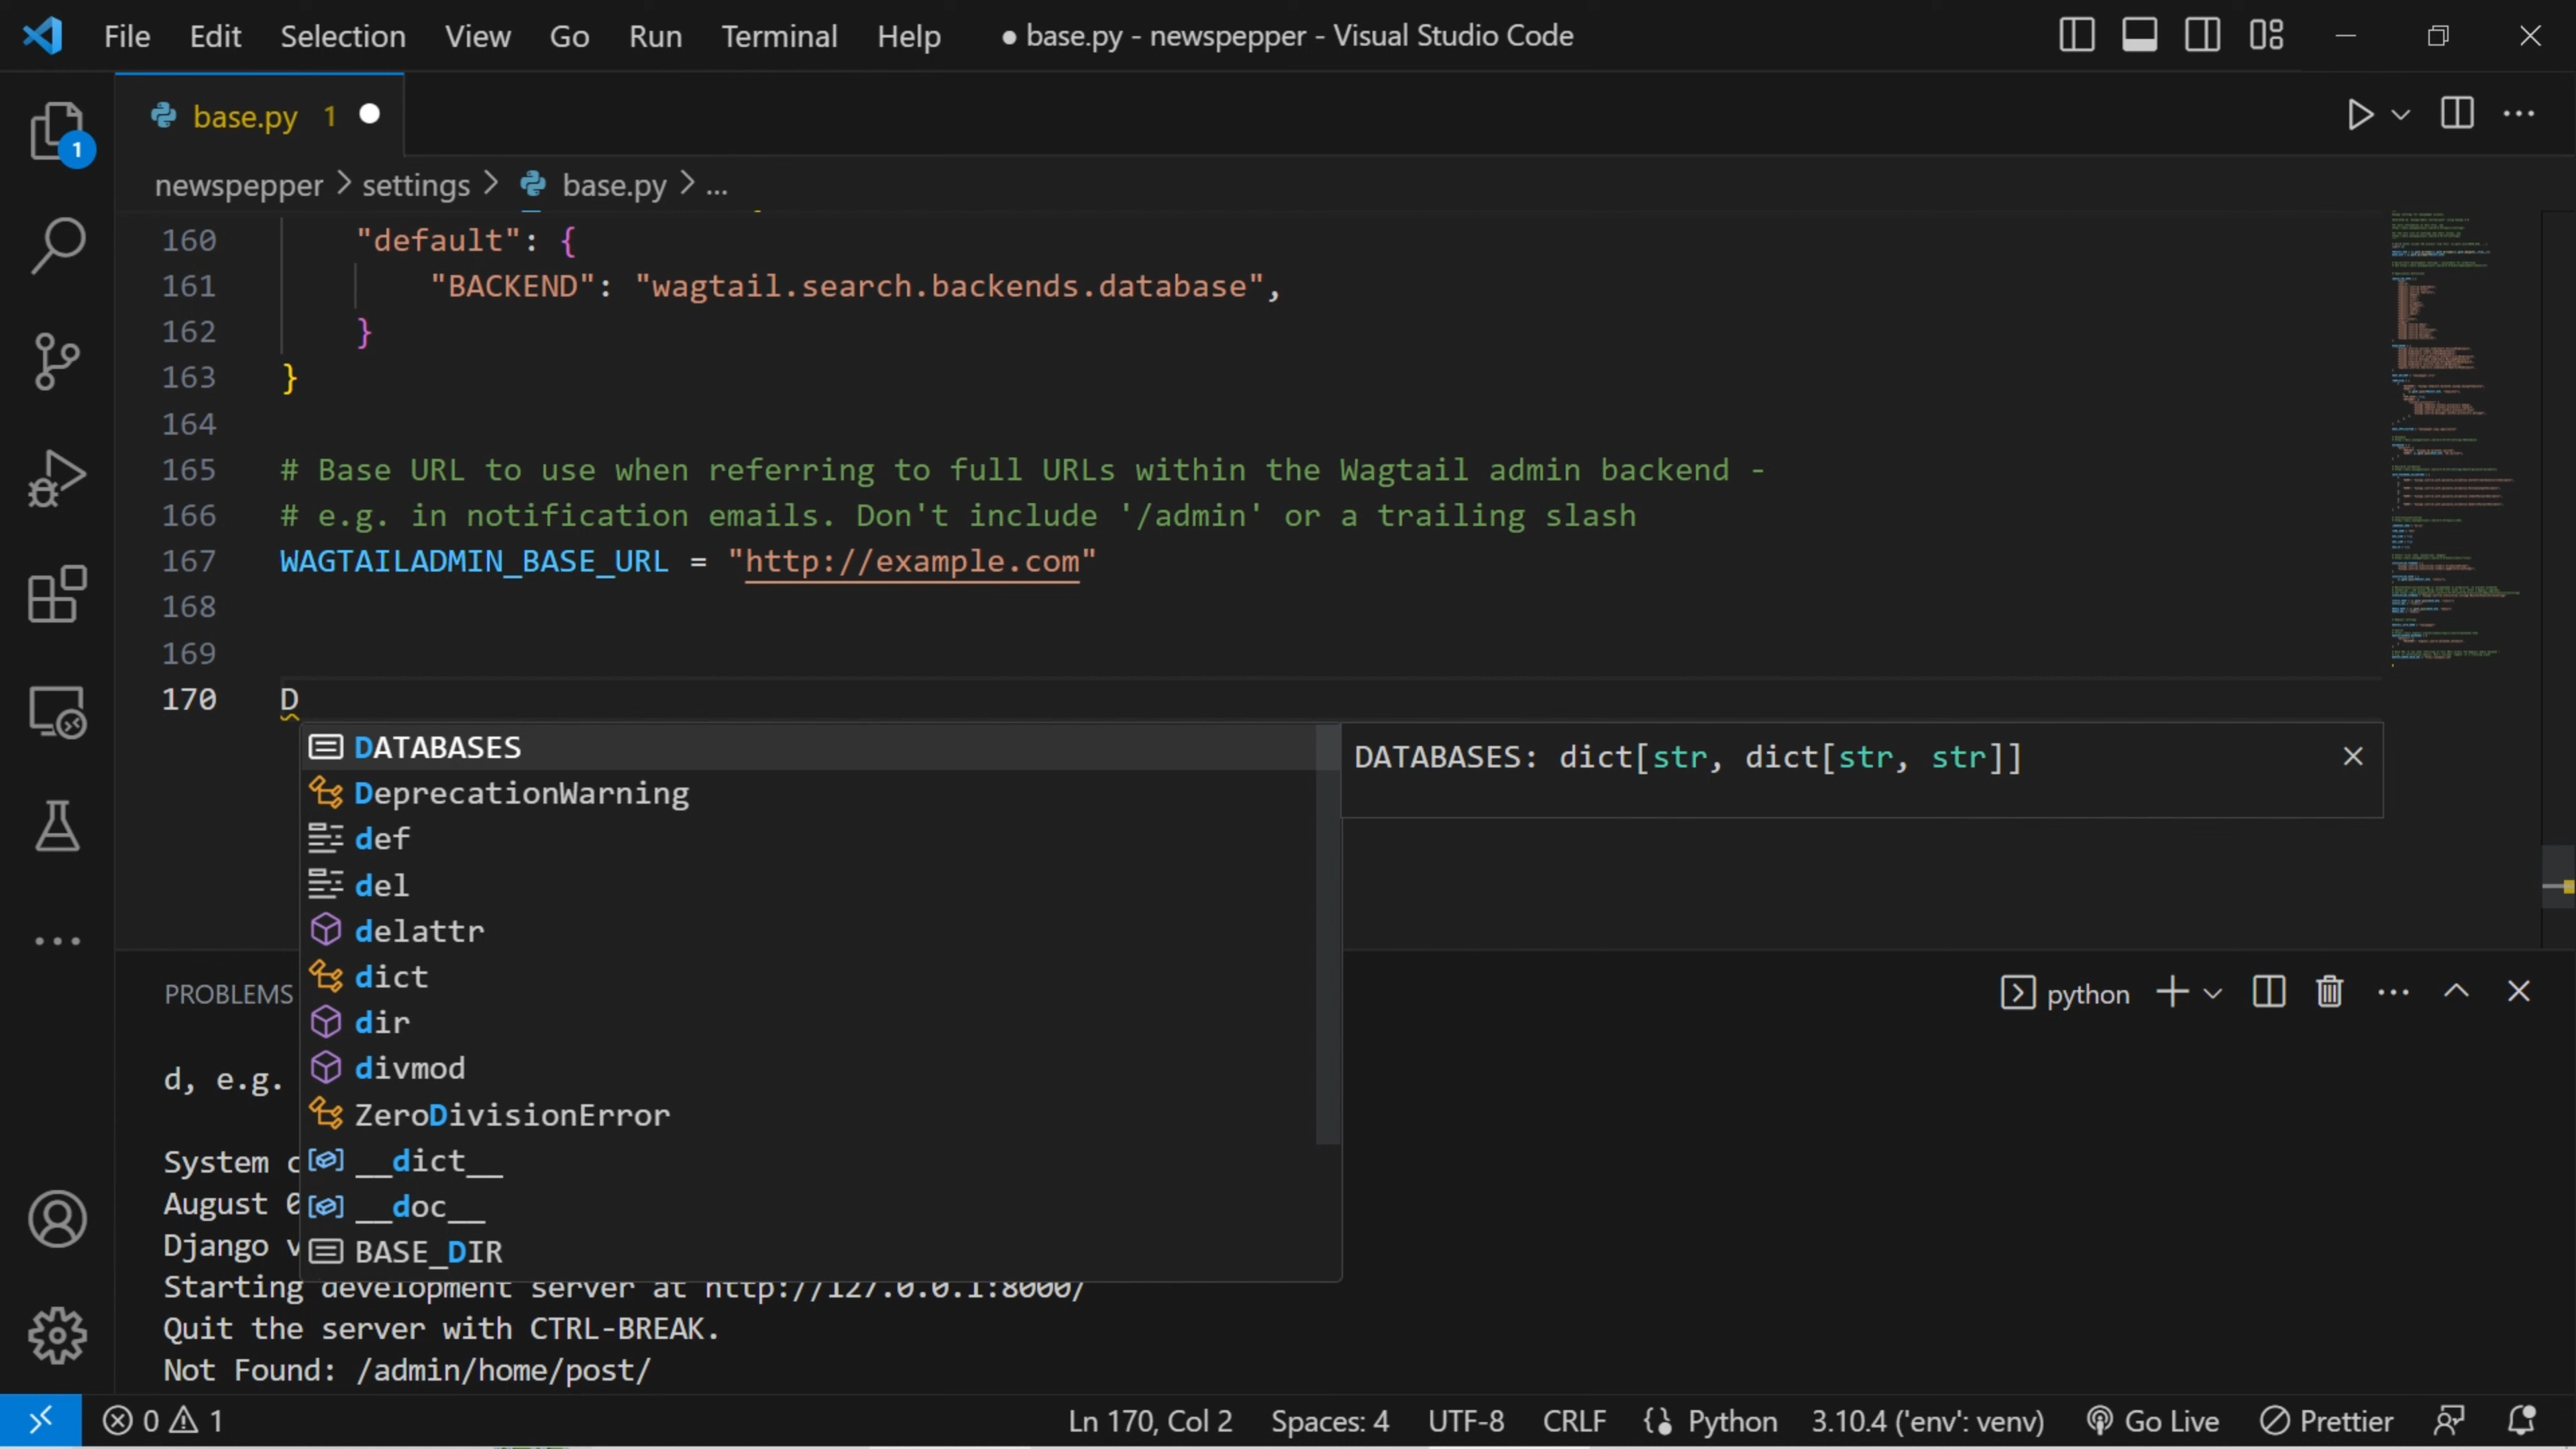 File Edit Selection View Go Run Terminal Help ● base.py - newspepper - Visual Studio Code
1
base.py 1
newspepper > settings > base.py > ...
160 "default": {
161 "BACKEND": "wagtail.search.backends.database",
162 }
163 }
164
165 # Base URL to use when referring to full URLs within the Wagtail admin backend -
166 # e.g. in notification emails. Don't include '/admin' or a trailing slash
167 WAGTAILADMIN_BASE_URL = "http://example.com"
168
169
170 D
DATABASES
DATABASES: dict[str, dict[str, str]]
DeprecationWarning
def
del
delattr
dict
dir
divmod
ZeroDivisionError
__dict__
__doc__
BASE_DIR
PROBLEMS
python
d, e.g.
System c
August 0
Django v
Starting development server at http://127.0.0.1:8000/
Quit the server with CTRL-BREAK.
Not Found: /admin/home/post/
0 1 Ln 170, Col 2 Spaces: 4 UTF-8 CRLF Python 3.10.4 ('env': venv) Go Live Prettier